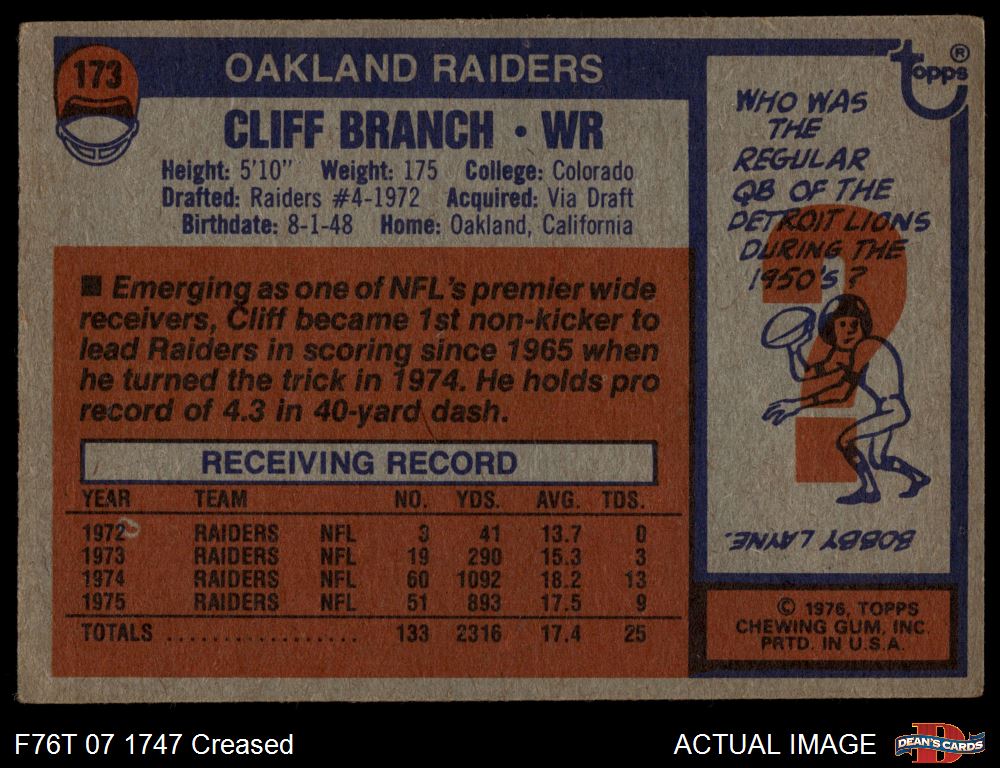 173
OAKLAND RAIDERS
CLIFF BRANCH • WR
Height: 5'10" Weight: 175 College: Colorado
Drafted: Raiders #4-1972 Acquired: Via Draft
Birthdate: 8-1-48 Home: Oakland, California
■ Emerging as one of NFL's premier wide
receivers, Cliff became 1st non-kicker to
lead Raiders in scoring since 1965 when
he turned the trick in 1974. He holds pro
record of 4.3 in 40-yard dash.
RECEIVING RECORD
YEAR TEAM NO. YDS. AVG. TDS.
1972 RAIDERS NFL 3 41 13.7 0
1973 RAIDERS NFL 19 290 15.3 3
1974 RAIDERS NFL 60 1092 18.2 13
1975 RAIDERS NFL 51 893 17.5 9
TOTALS .................. 133 2316 17.4 25
topps®
WHO WAS
THE
REGULAR
QB OF THE
DETROIT LIONS
DURING THE
1950'S?
?
BOBBY LAYNE.
© 1976, TOPPS
CHEWING GUM, INC.
PRTD. IN U.S.A.
F76T 07 1747 Creased
ACTUAL IMAGE
DEAN'S CARDS